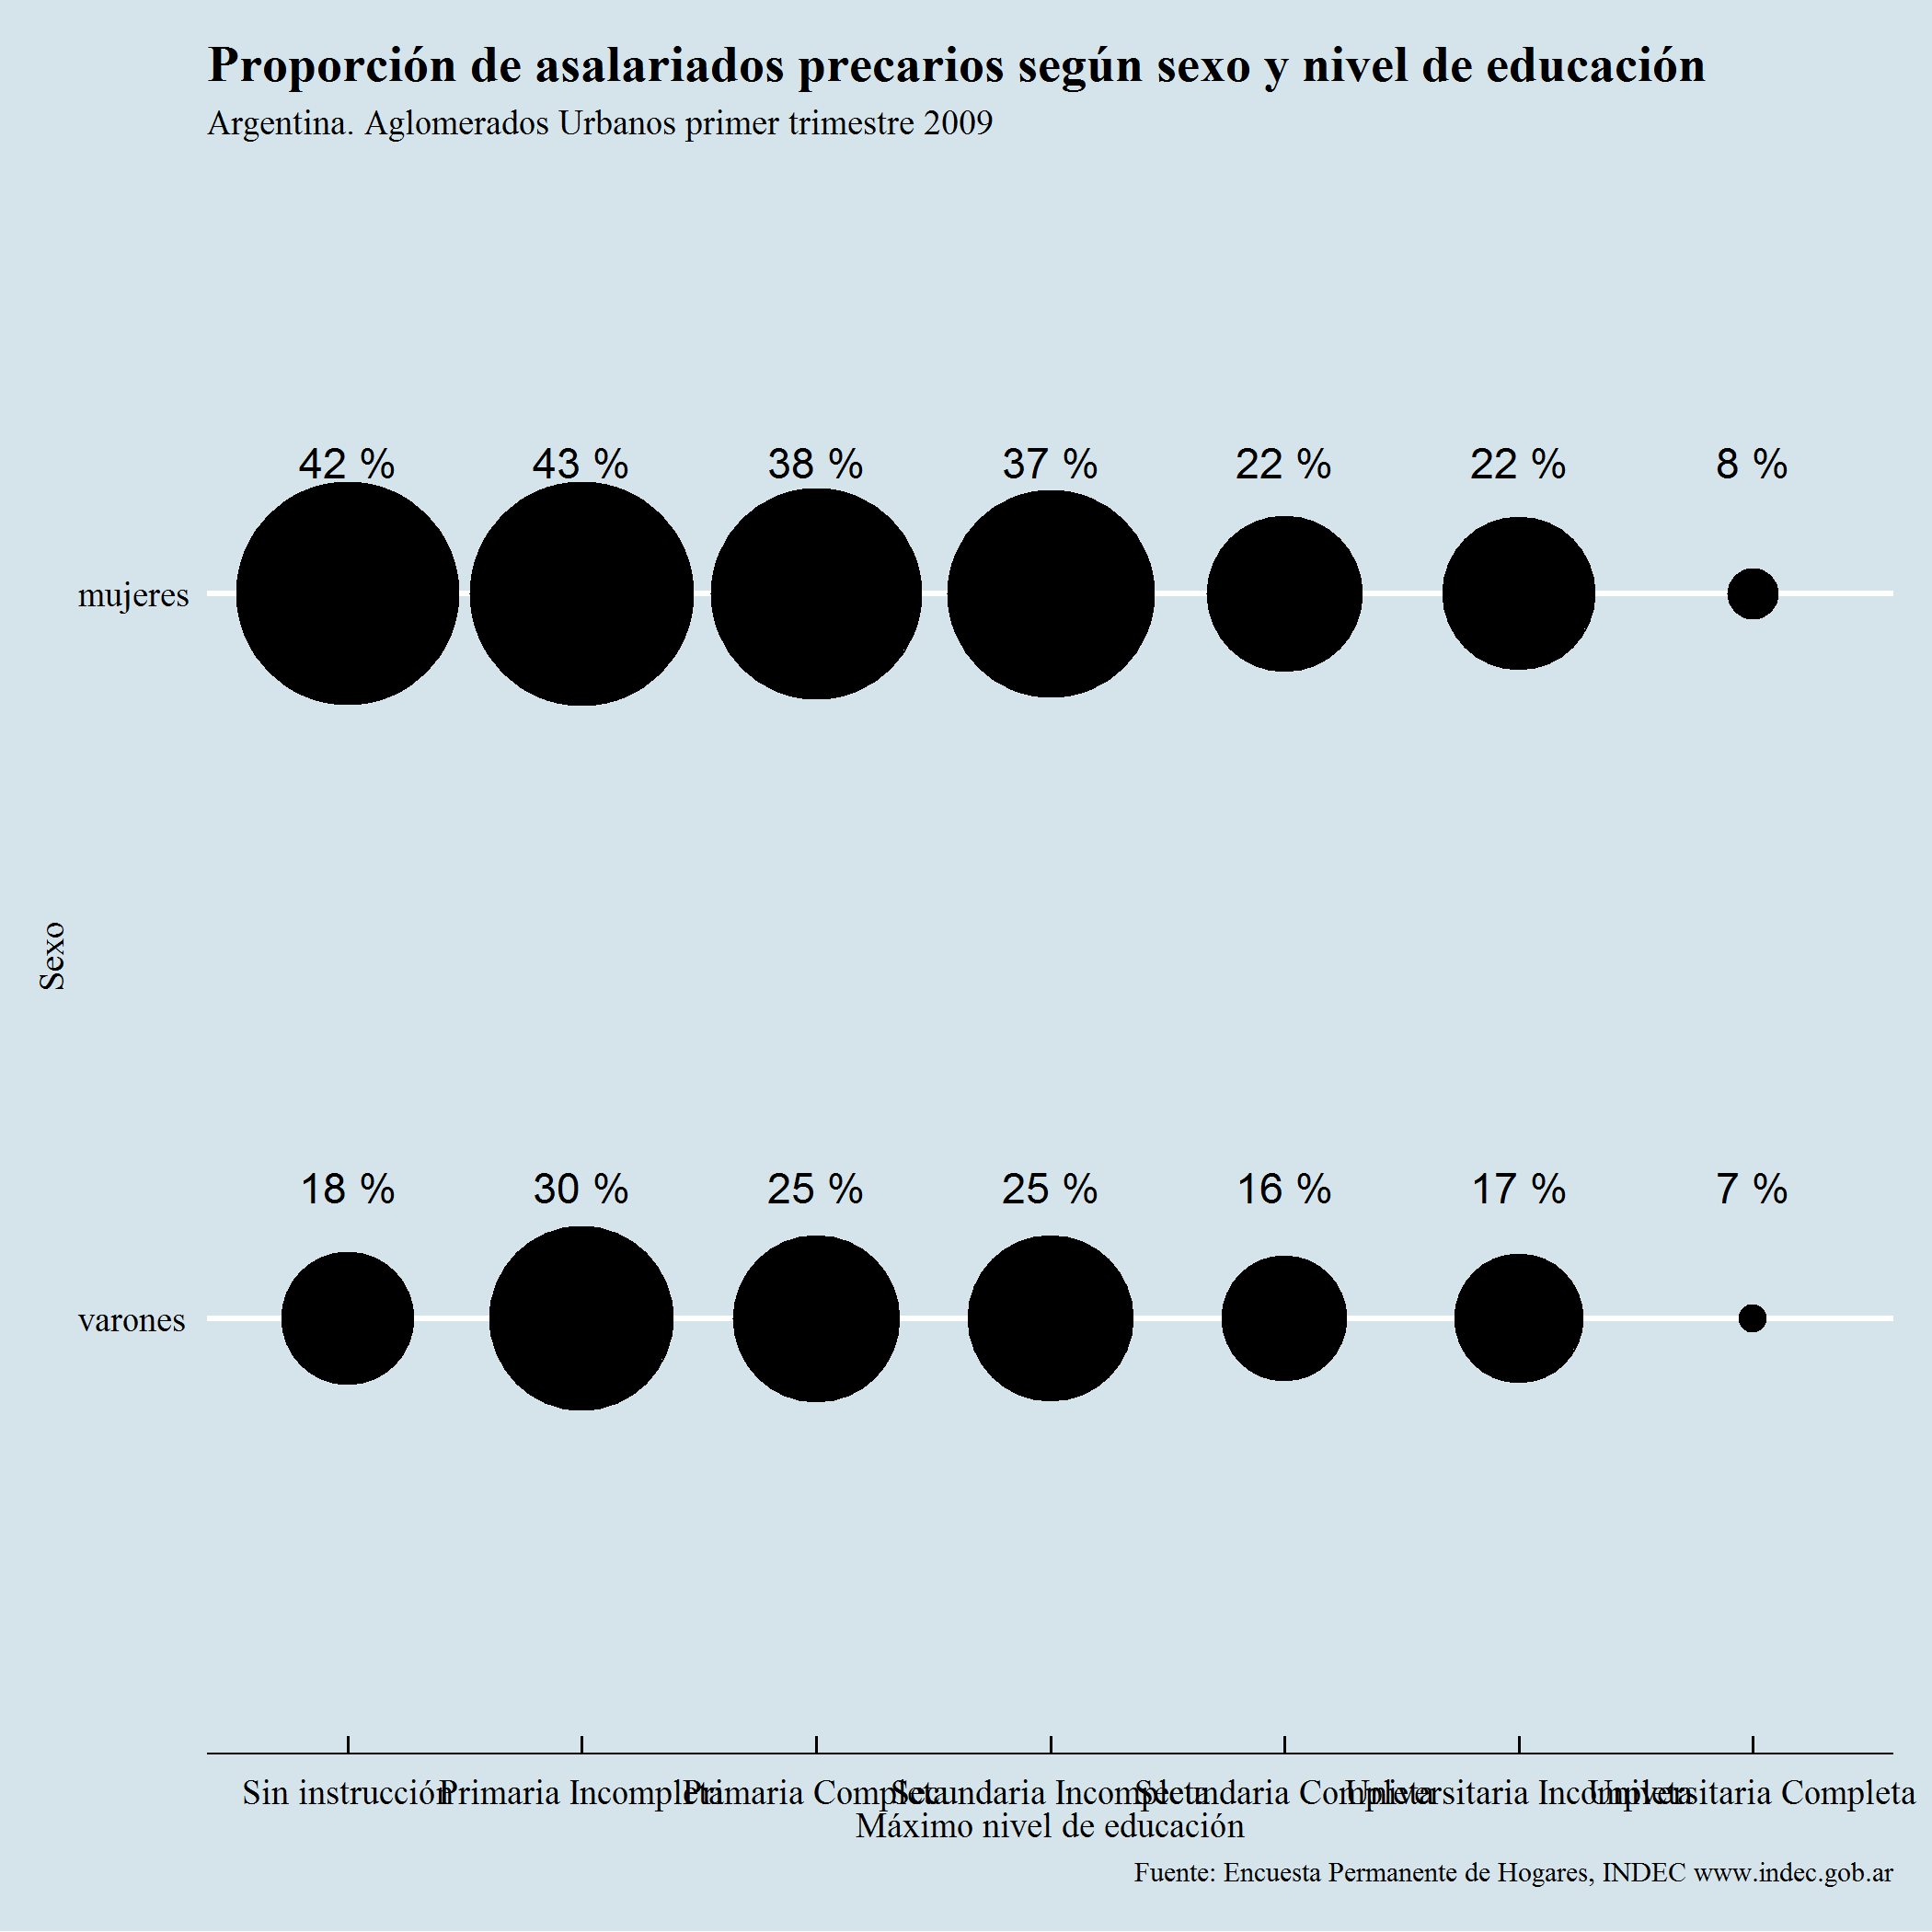 Proporción de asalariados precarios según sexo y nivel de educación
Argentina. Aglomerados Urbanos primer trimestre 2009
42 % 43 % 38 % 37 % 22 % 22 % 8 %
mujeres
Sexo
18 % 30 % 25 % 25 % 16 % 17 % 7 %
varones
Sin instrucción Primaria Incompleta Primaria Completa Secundaria Incompleta Secundaria Completa Universitaria Incompleta Universitaria Completa
Máximo nivel de educación
Fuente: Encuesta Permanente de Hogares, INDEC www.indec.gob.ar